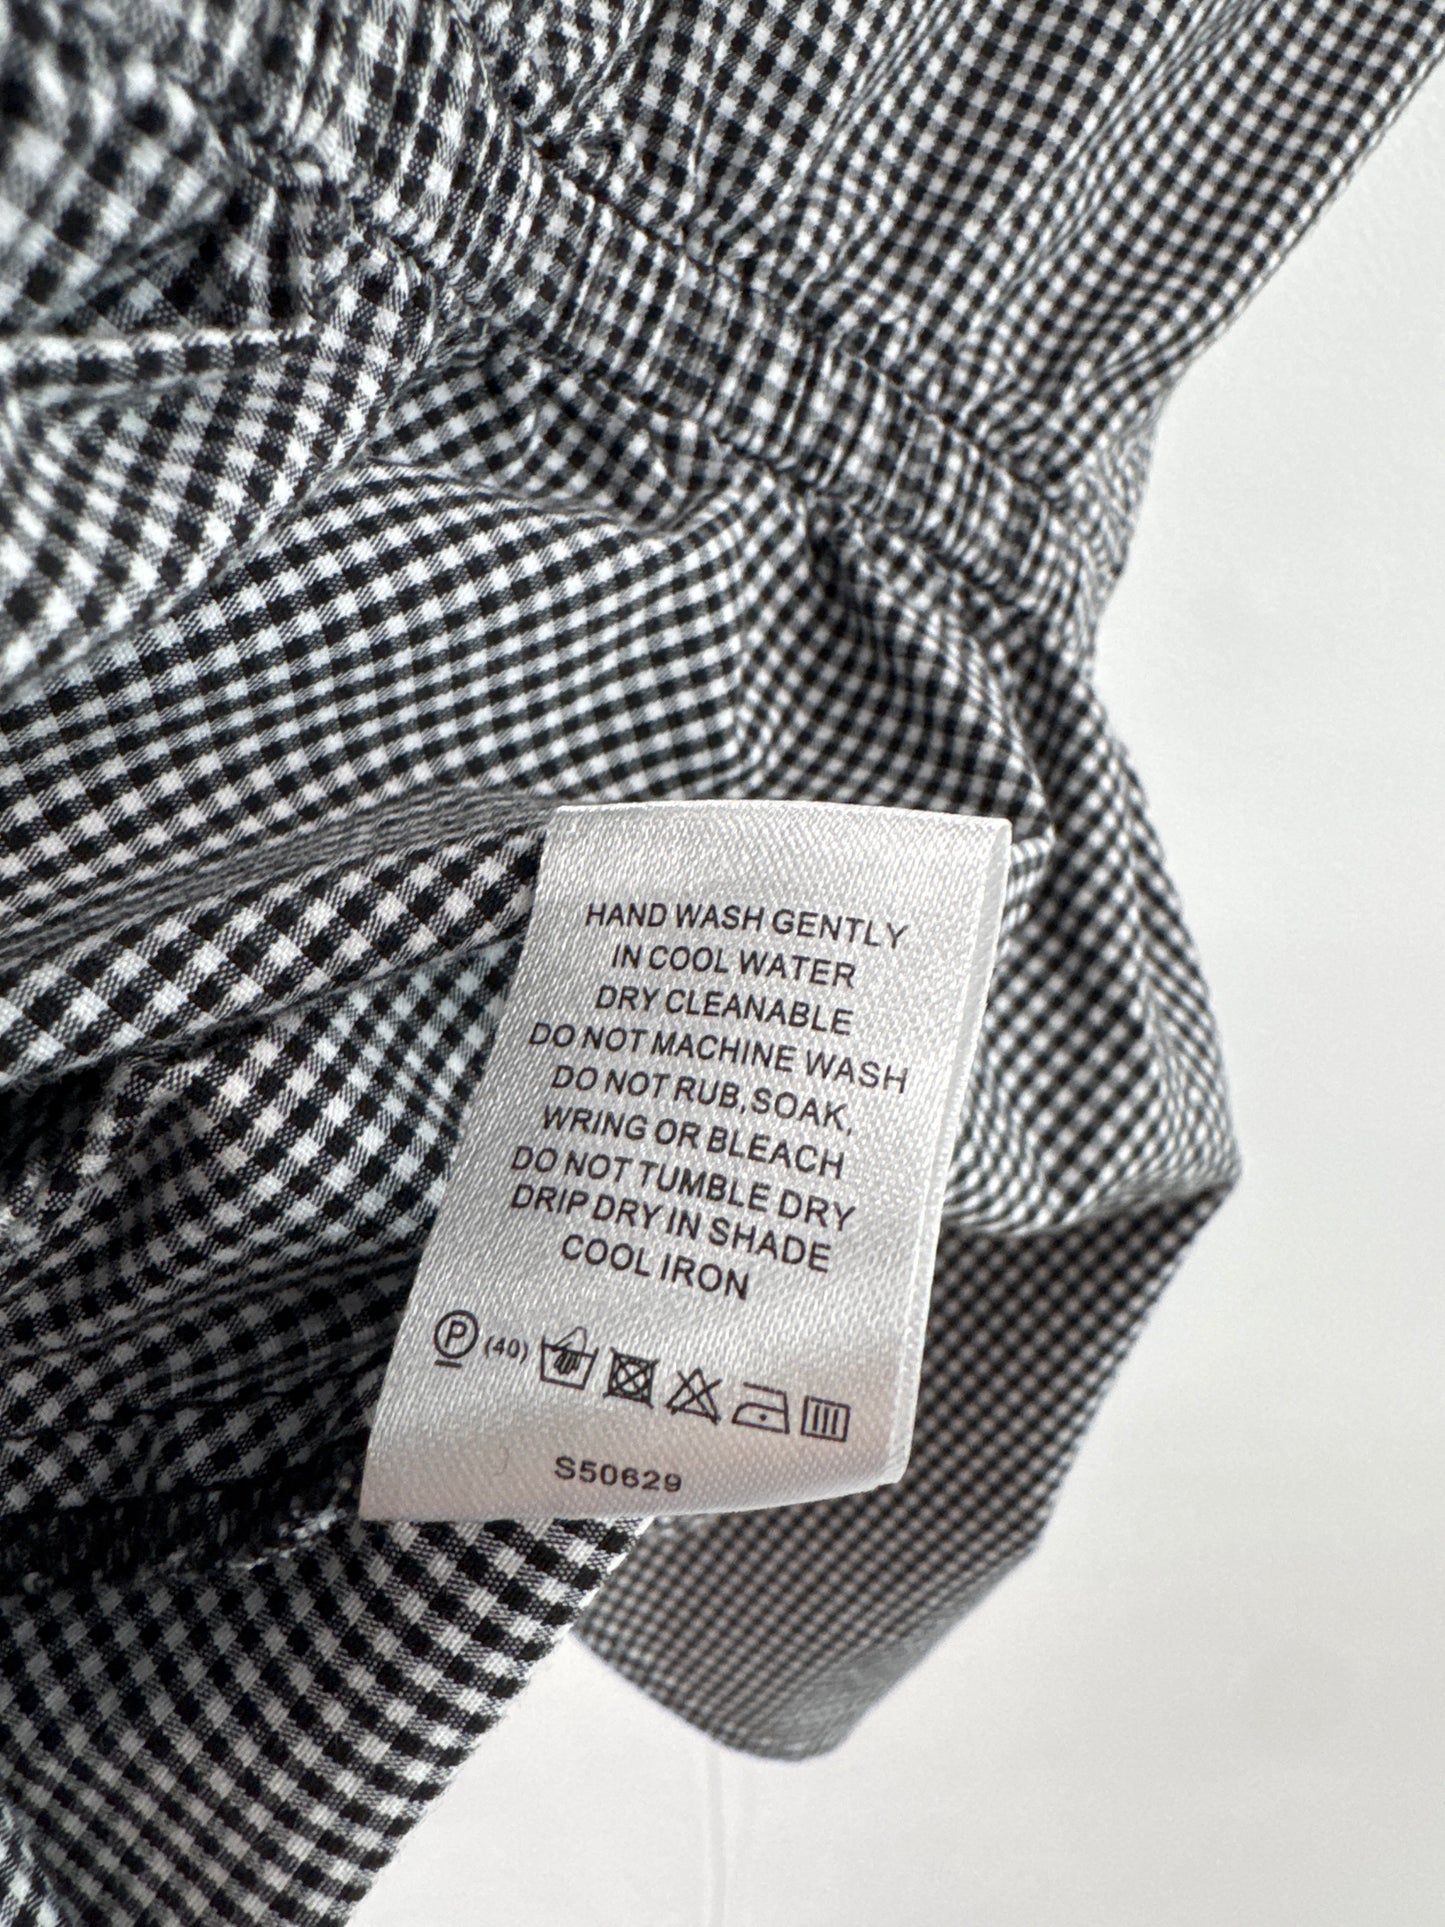 HAND WASH GENTLY
IN COOL WATER
DRY CLEANABLE
DO NOT MACHINE WASH
DO NOT RUB, SOAK,
WRING OR BLEACH
DO NOT TUMBLE DRY
DRIP DRY IN SHADE
COOL IRON
P (40)
S50629